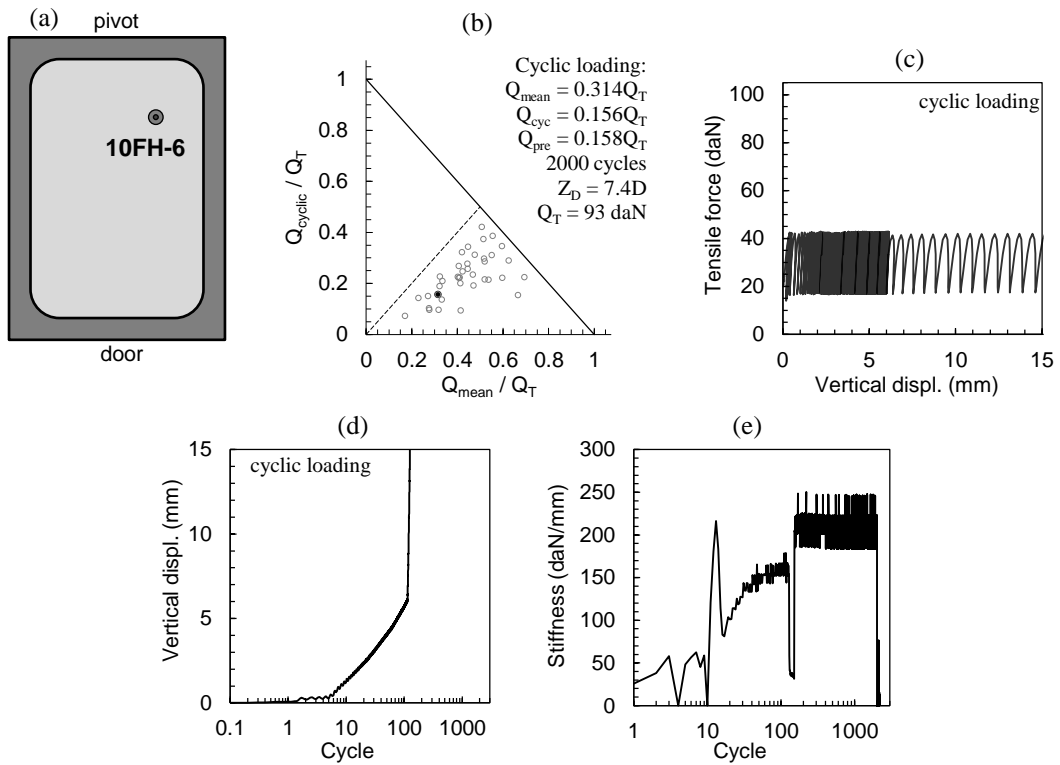 (a)
pivot
10FH-6
door
(b)
Cyclic loading:
Q_mean = 0.314Q_T
Q_cyc = 0.156Q_T
Q_pre = 0.158Q_T
2000 cycles
Z_D = 7.4D
Q_T = 93 daN
Q_cyclic / Q_T
1
0.8
0.6
0.4
0.2
0
0 0.2 0.4 0.6 0.8 1
Q_mean / Q_T
(c)
cyclic loading
Tensile force (daN)
100
80
60
40
20
0
0 5 10 15
Vertical displ. (mm)
(d)
cyclic loading
Vertical displ. (mm)
15
10
5
0
0.1 1 10 100 1000
Cycle
(e)
Stiffness (daN/mm)
300
250
200
150
100
50
0
1 10 100 1000
Cycle